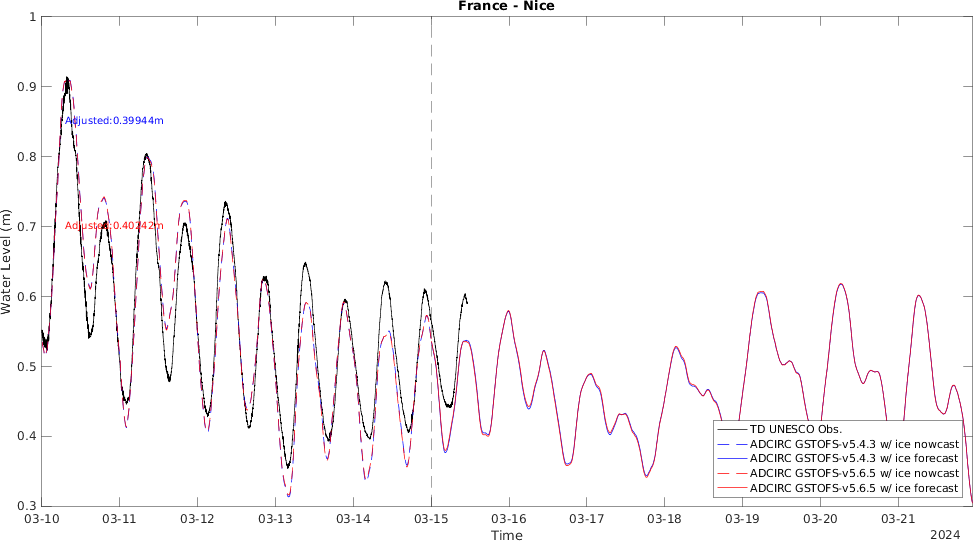 France - Nice
1
0.9
0.8
0.7
0.6
0.5
0.4
0.3
Water Level (m)
Adjusted:0.39944m
Adjusted:0.40242m
TD UNESCO Obs.
ADCIRC GSTOFS-v5.4.3 w/ ice nowcast
ADCIRC GSTOFS-v5.4.3 w/ ice forecast
ADCIRC GSTOFS-v5.6.5 w/ ice nowcast
ADCIRC GSTOFS-v5.6.5 w/ ice forecast
03-10 03-11 03-12 03-13 03-14 03-15 03-16 03-17 03-18 03-19 03-20 03-21
Time
2024